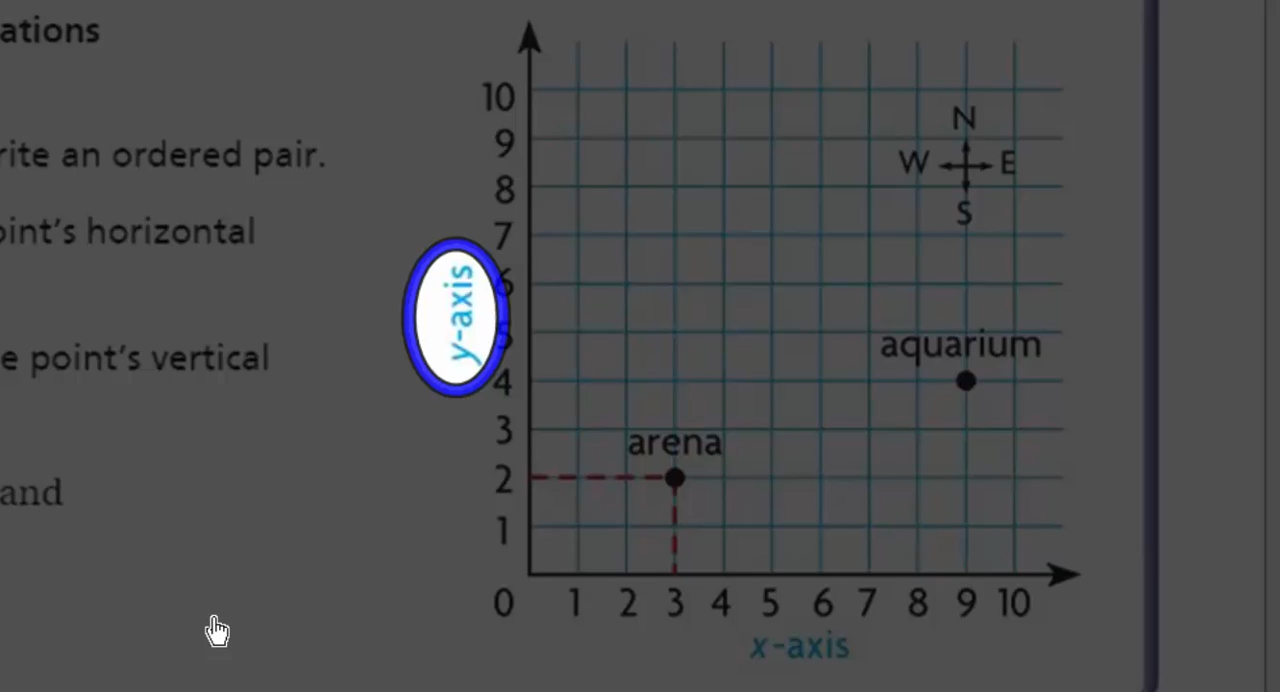 ations
rite an ordered pair.
oint's horizontal
e point's vertical
and
y-axis
10
9
8
7
6
5
4
3
2
1
0 1 2 3 4 5 6 7 8 9 10
x-axis
N
W E
S
aquarium
arena